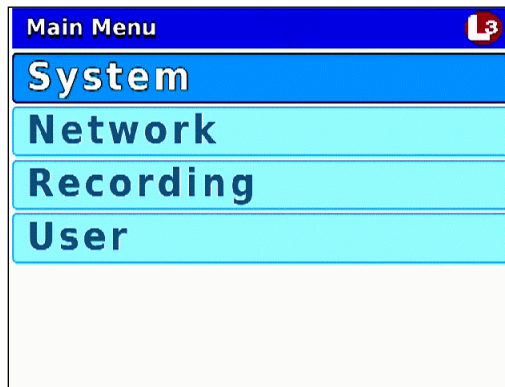 Main Menu
L3
System
Network
Recording
User